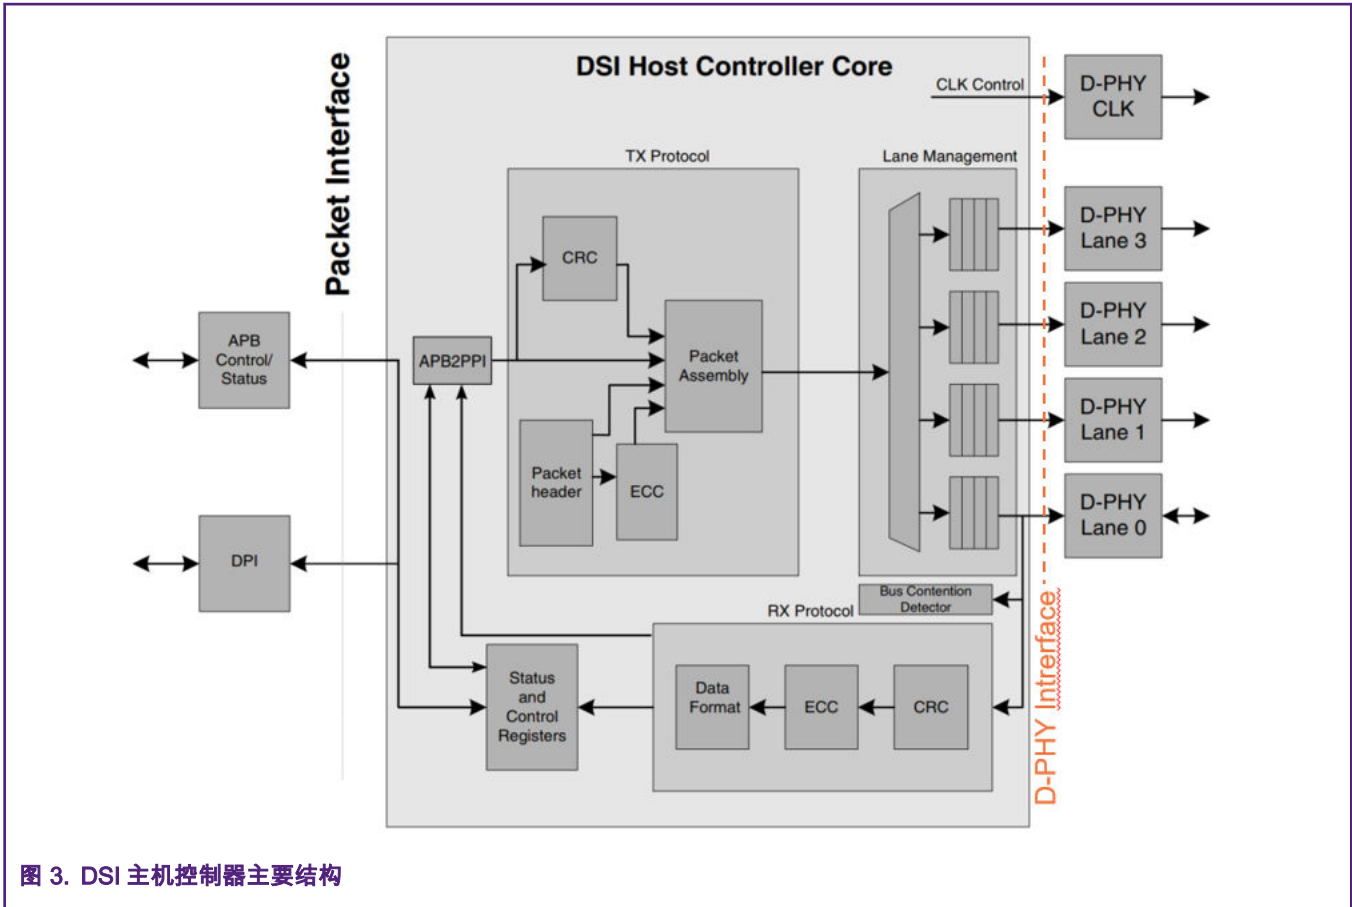 DSI Host Controller Core
Packet Interface
CLK Control
D-PHY
CLK
TX Protocol
Lane Management
CRC
D-PHY
Lane 3
D-PHY
Lane 2
APB
Control/
Status
APB2PPI
Packet
Assembly
D-PHY
Lane 1
Packet
header
ECC
D-PHY
Lane 0
DPI
Bus Contention
Detector
RX Protocol
D-PHY Intrerface
Status
and
Control
Registers
Data
Format
ECC
CRC
图 3. DSI 主机控制器主要结构